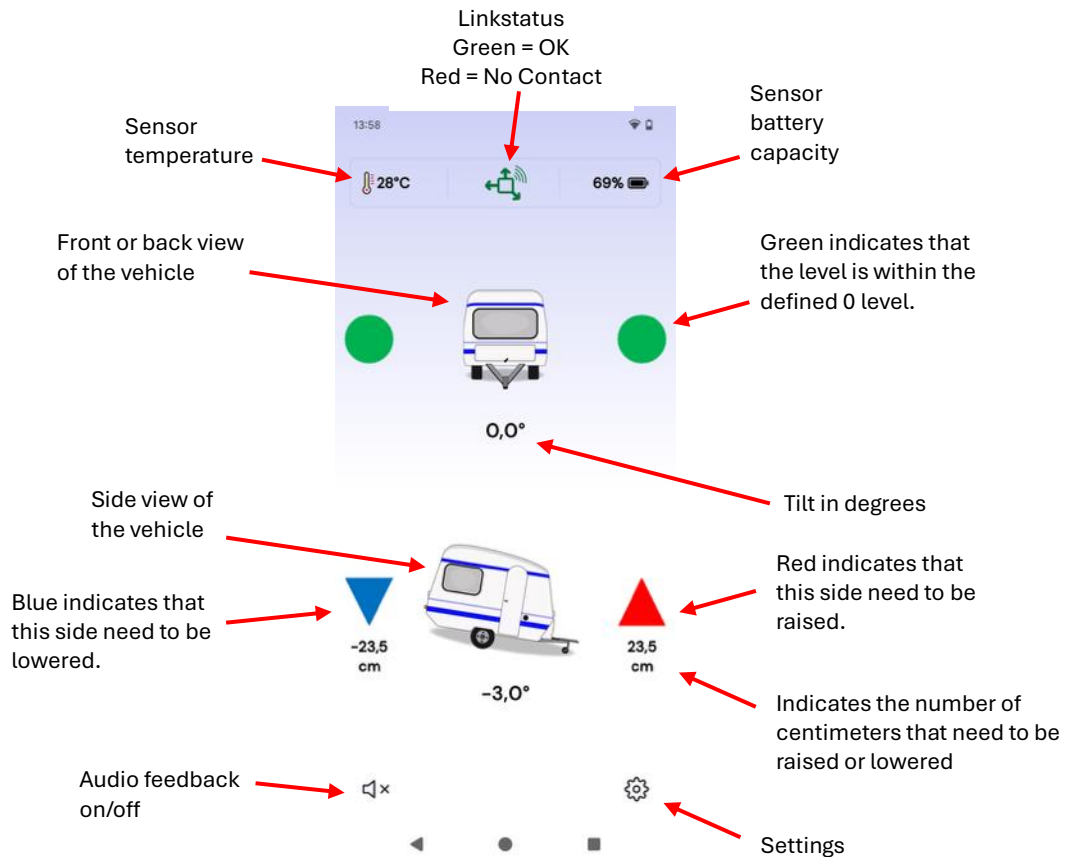 Linkstatus
Green = OK
Red = No Contact
Sensor
temperature
Sensor
battery
capacity
13:58
28°C
69%
Front or back view
of the vehicle
Green indicates that
the level is within the
defined 0 level.
0,0°
Tilt in degrees
Side view of
the vehicle
Blue indicates that
this side need to be
lowered.
Red indicates that
this side need to be
raised.
-23,5
cm
23,5
cm
-3,0°
Indicates the number of
centimeters that need to be
raised or lowered
Audio feedback
on/off
Settings